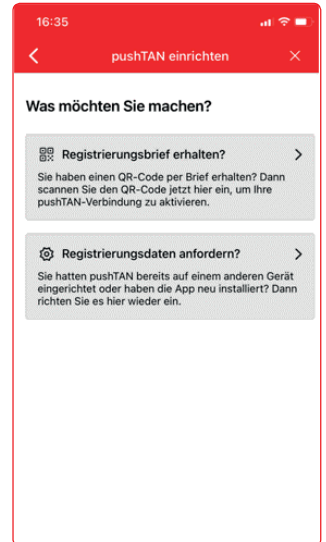 16:35
pushTAN einrichten
Was möchten Sie machen?
Registrierungsbrief erhalten?
Sie haben einen QR-Code per Brief erhalten? Dann
scannen Sie den QR-Code jetzt hier ein, um Ihre
pushTAN-Verbindung zu aktivieren.
Registrierungsdaten anfordern?
Sie hatten pushTAN bereits auf einem anderen Gerät
eingerichtet oder haben die App neu installiert? Dann
richten Sie es hier wieder ein.